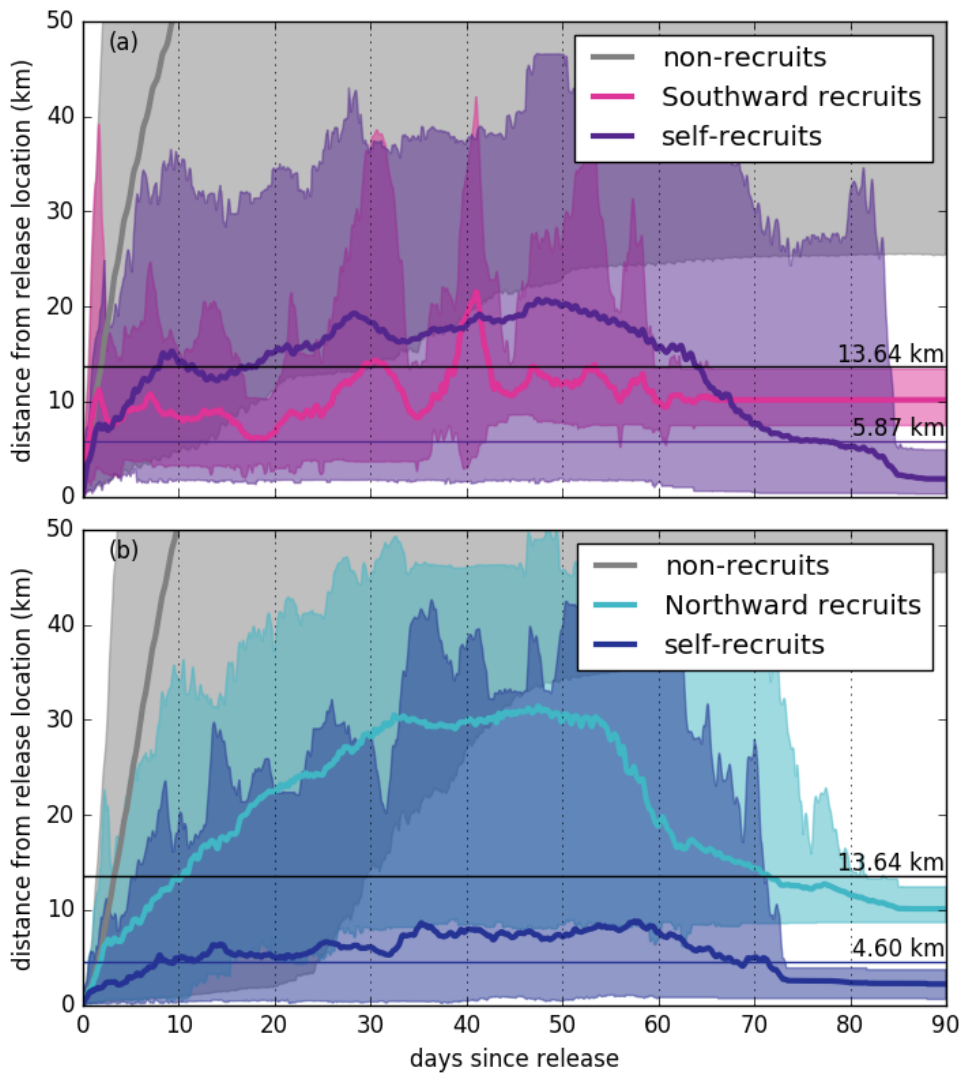 50
40
30
20
10
0
distance from release location (km)
(a)
non-recruits
Southward recruits
self-recruits
13.64 km
5.87 km
50
40
30
20
10
0
distance from release location (km)
(b)
non-recruits
Northward recruits
self-recruits
13.64 km
4.60 km
0 10 20 30 40 50 60 70 80 90
days since release